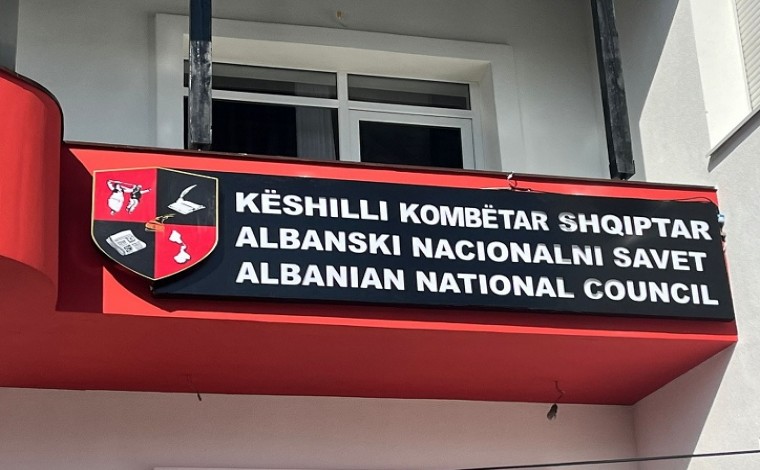 KËSHILLI KOMBËTAR SHQIPTAR
ALBANSKI NACIONALNI SAVET
ALBANIAN NATIONAL COUNCIL